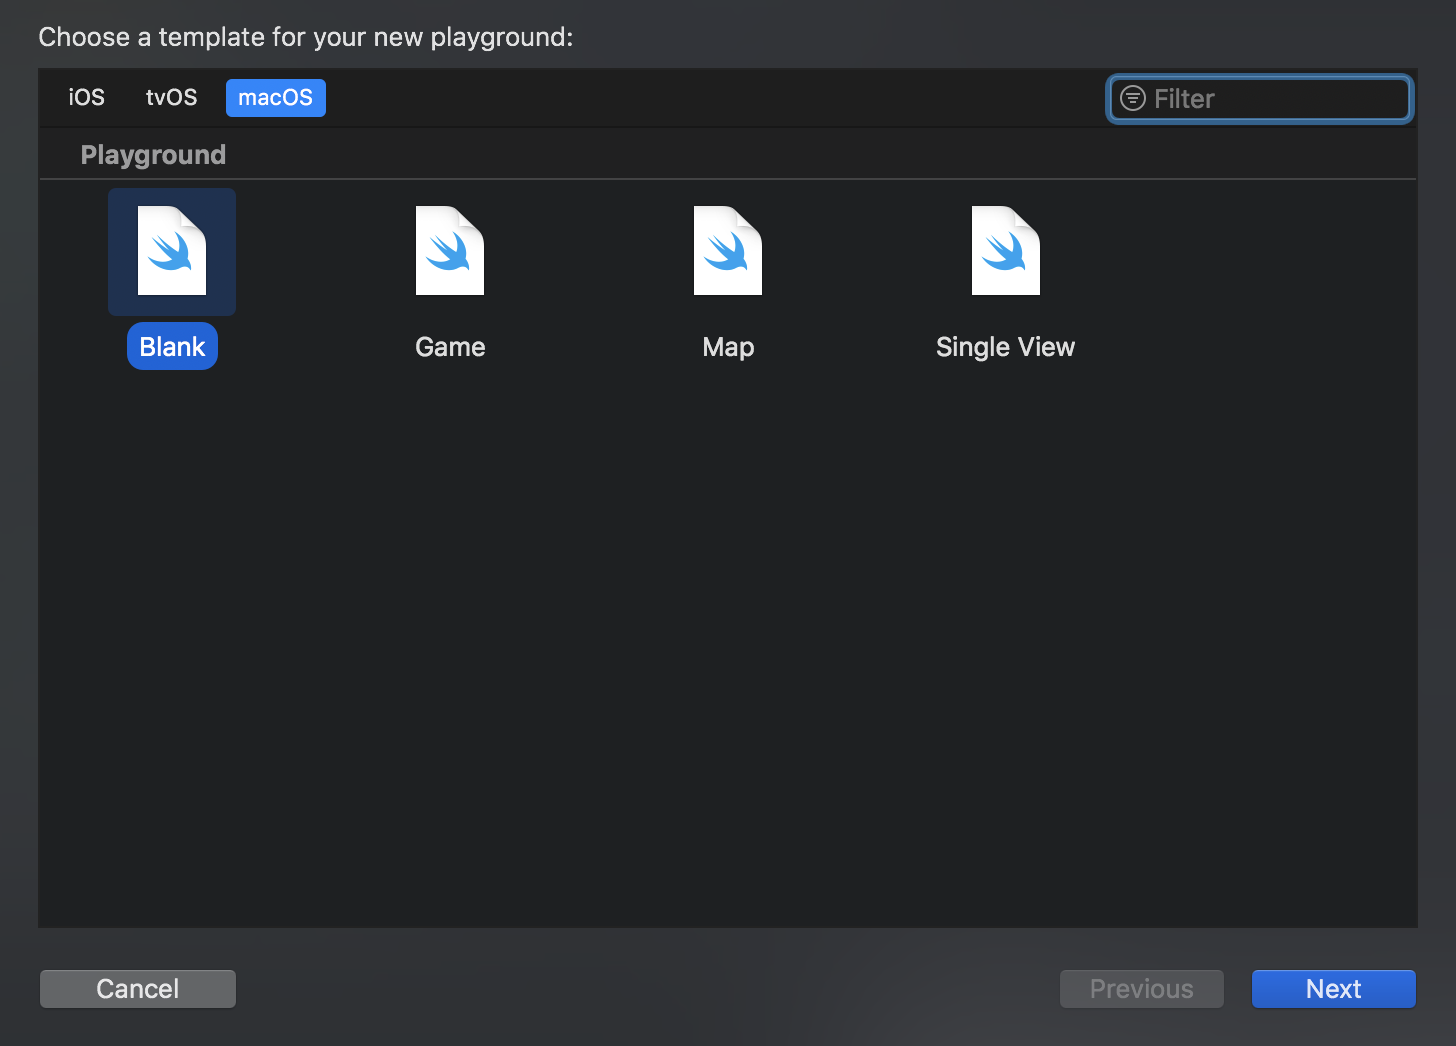 Choose a template for your new playground:
iOS tvOS macOS Filter
Playground
Blank Game Map Single View
Cancel Previous Next